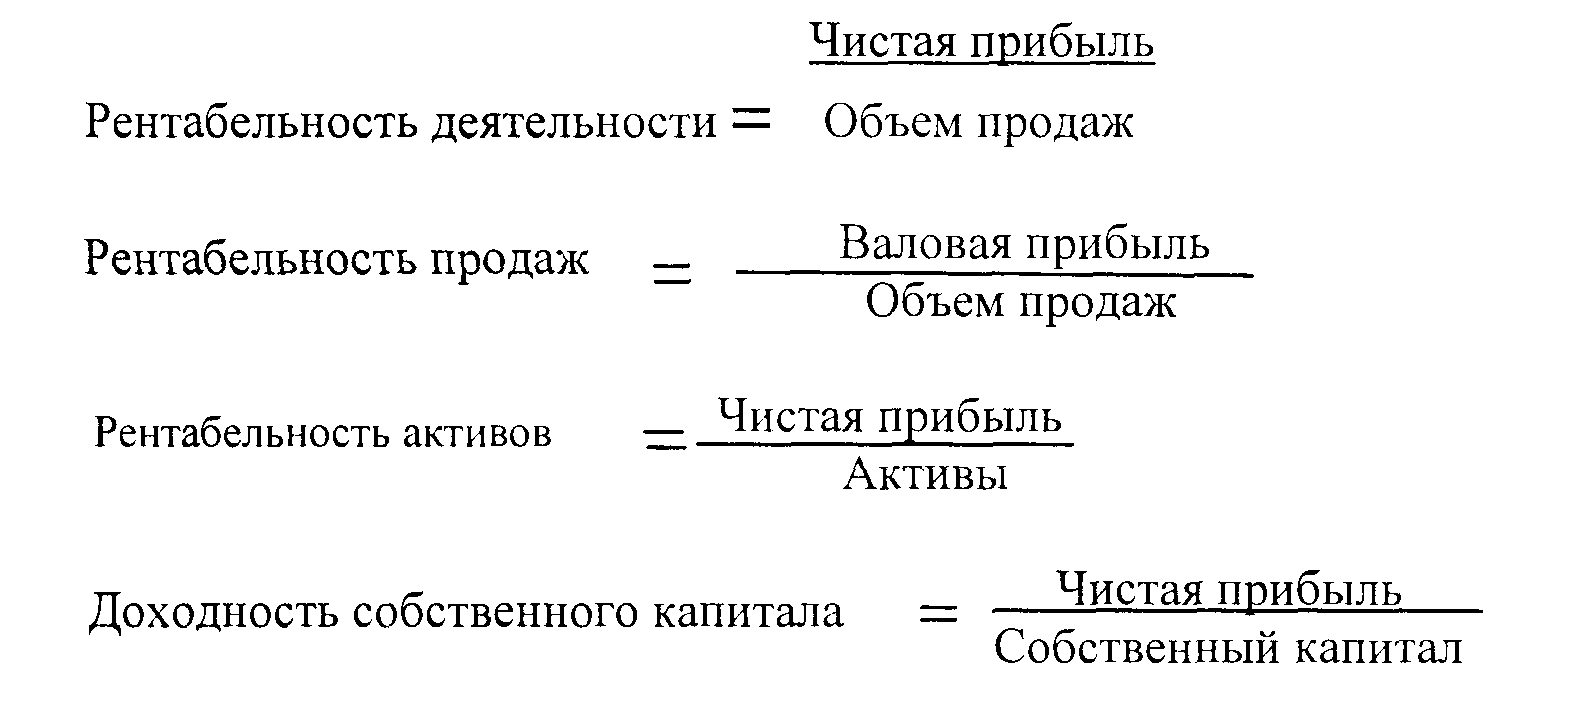 Чистая прибыль
Рентабельность деятельности = Объем продаж
Валовая прибыль
Рентабельность продаж =
Объем продаж
Чистая прибыль
Рентабельность активов =
Активы
Чистая прибыль
Доходность собственного капитала =
Собственный капитал